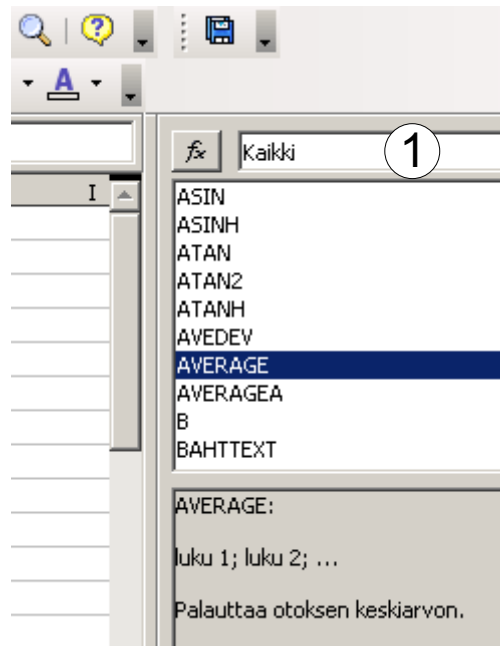 A
fx Kaikki 1
I
ASIN
ASINH
ATAN
ATAN2
ATANH
AVEDEV
AVERAGE
AVERAGEA
B
BAHTTEXT
AVERAGE:
luku 1; luku 2; ...
Palauttaa otoksen keskiarvon.